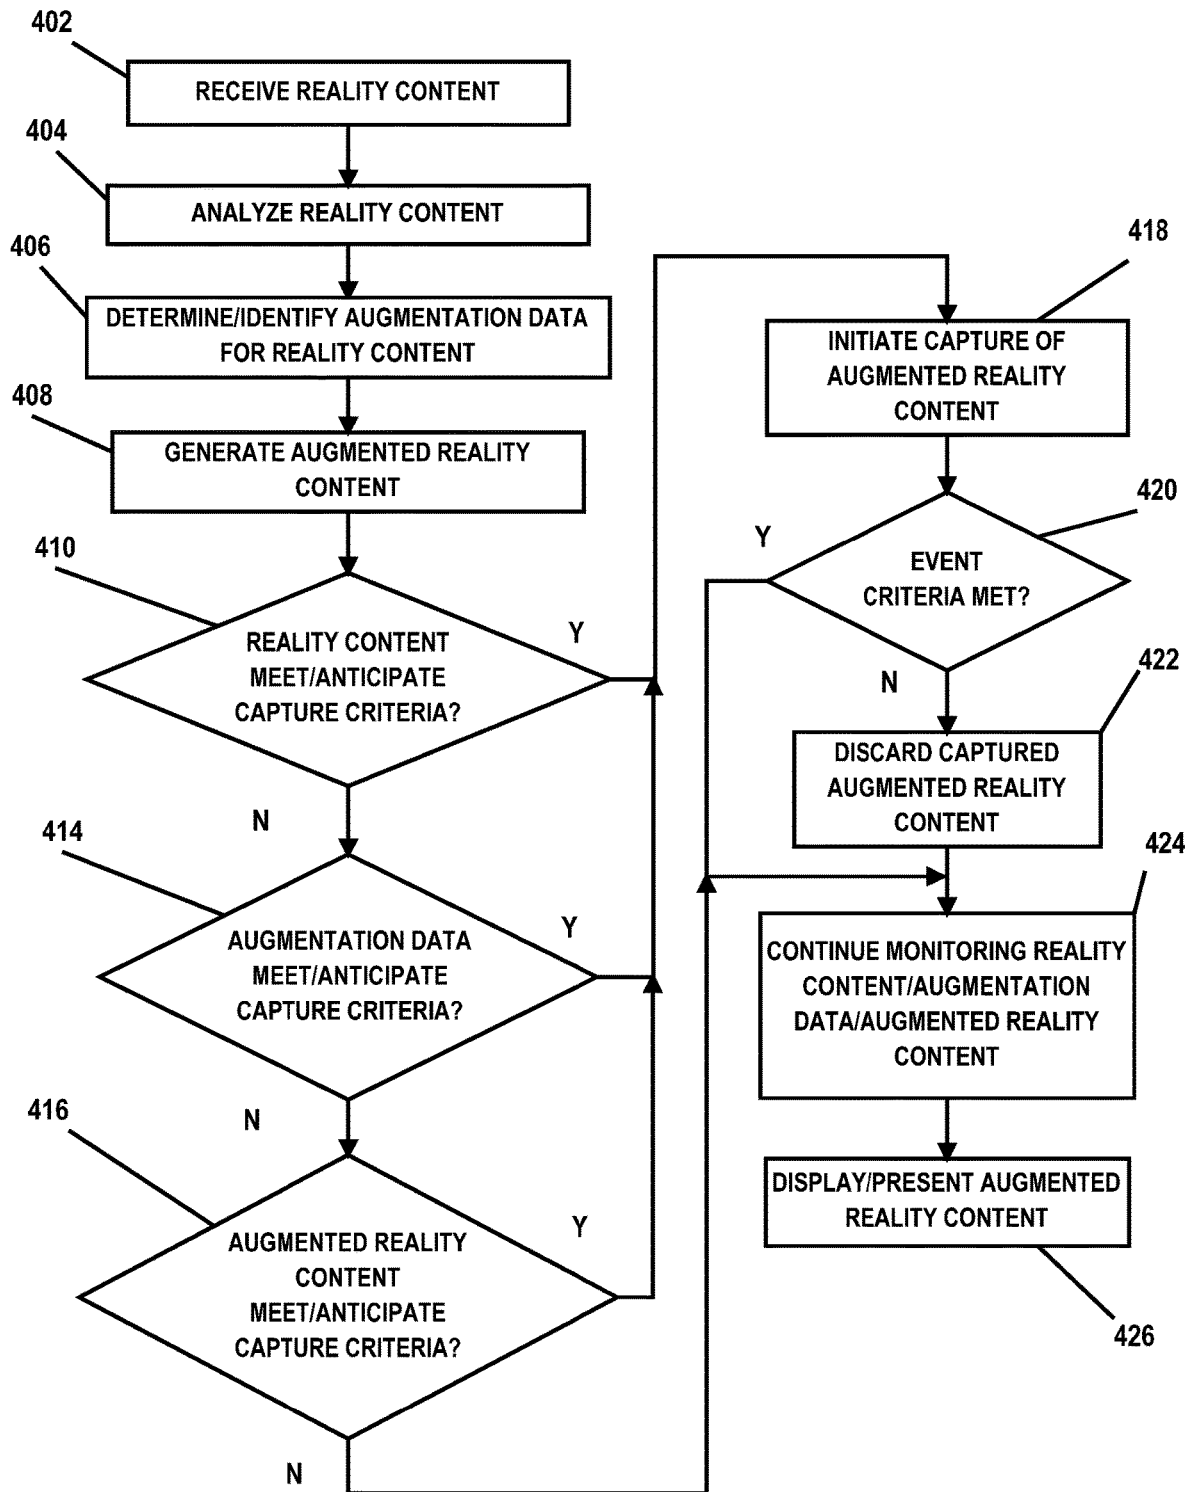 402
RECEIVE REALITY CONTENT
404
ANALYZE REALITY CONTENT
406
DETERMINE/IDENTIFY AUGMENTATION DATA
FOR REALITY CONTENT
408
GENERATE AUGMENTED REALITY
CONTENT
410
REALITY CONTENT
MEET/ANTICIPATE
CAPTURE CRITERIA?
Y
N
414
AUGMENTATION DATA
MEET/ANTICIPATE
CAPTURE CRITERIA?
Y
N
416
AUGMENTED REALITY
CONTENT
MEET/ANTICIPATE
CAPTURE CRITERIA?
Y
N
418
INITIATE CAPTURE OF
AUGMENTED REALITY
CONTENT
420
EVENT
CRITERIA MET?
Y
N
422
DISCARD CAPTURED
AUGMENTED REALITY
CONTENT
424
CONTINUE MONITORING REALITY
CONTENT/AUGMENTATION
DATA/AUGMENTED REALITY
CONTENT
DISPLAY/PRESENT AUGMENTED
REALITY CONTENT
426